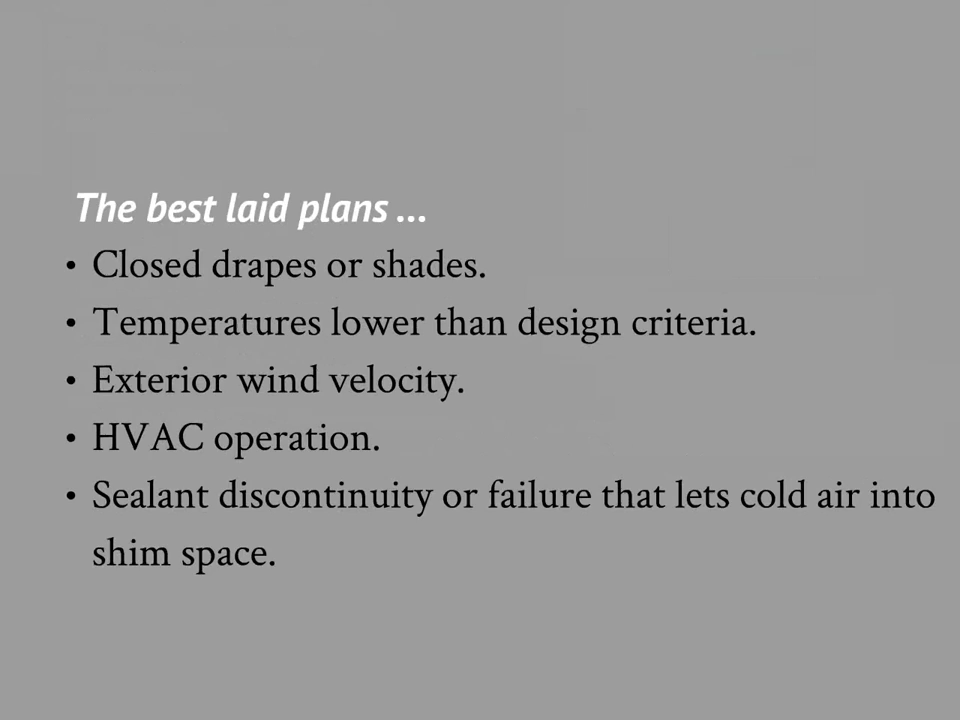 The best laid plans ...
• Closed drapes or shades.
• Temperatures lower than design criteria.
• Exterior wind velocity.
• HVAC operation.
• Sealant discontinuity or failure that lets cold air into
shim space.